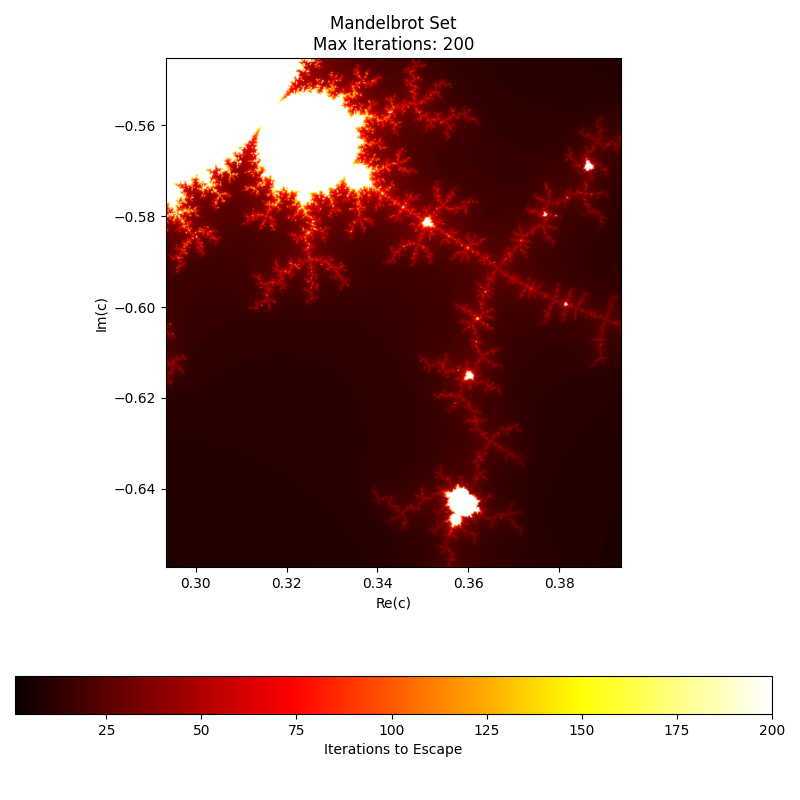 Mandelbrot Set
Max Iterations: 200
−0.56
−0.58
−0.60
−0.62
−0.64
Im(c)
0.30 0.32 0.34 0.36 0.38
Re(c)
25 50 75 100 125 150 175 200
Iterations to Escape